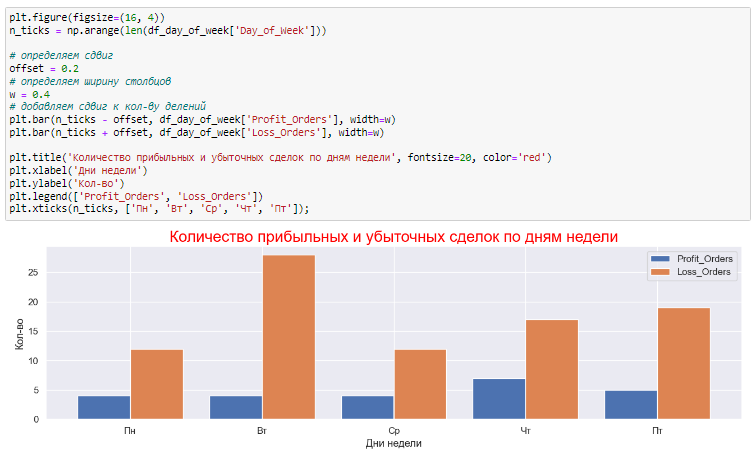 plt.figure(figsize=(16, 4))
n_ticks = np.arange(len(df_day_of_week['Day_of_Week']))

# определяем сдвиг
offset = 0.2
# определяем ширину столбцов
w = 0.4
# добавляем сдвиг к кол-ву делений
plt.bar(n_ticks - offset, df_day_of_week['Profit_Orders'], width=w)
plt.bar(n_ticks + offset, df_day_of_week['Loss_Orders'], width=w)

plt.title('Количество прибыльных и убыточных сделок по дням недели', fontsize=20, color='red')
plt.xlabel('Дни недели')
plt.ylabel('Кол-во')
plt.legend(['Profit_Orders', 'Loss_Orders'])
plt.xticks(n_ticks, ['Пн', 'Вт', 'Ср', 'Чт', 'Пт']);
Количество прибыльных и убыточных сделок по дням недели
Profit_Orders
Loss_Orders
Кол-во
25
20
15
10
5
0
Пн Вт Ср Чт Пт
Дни недели